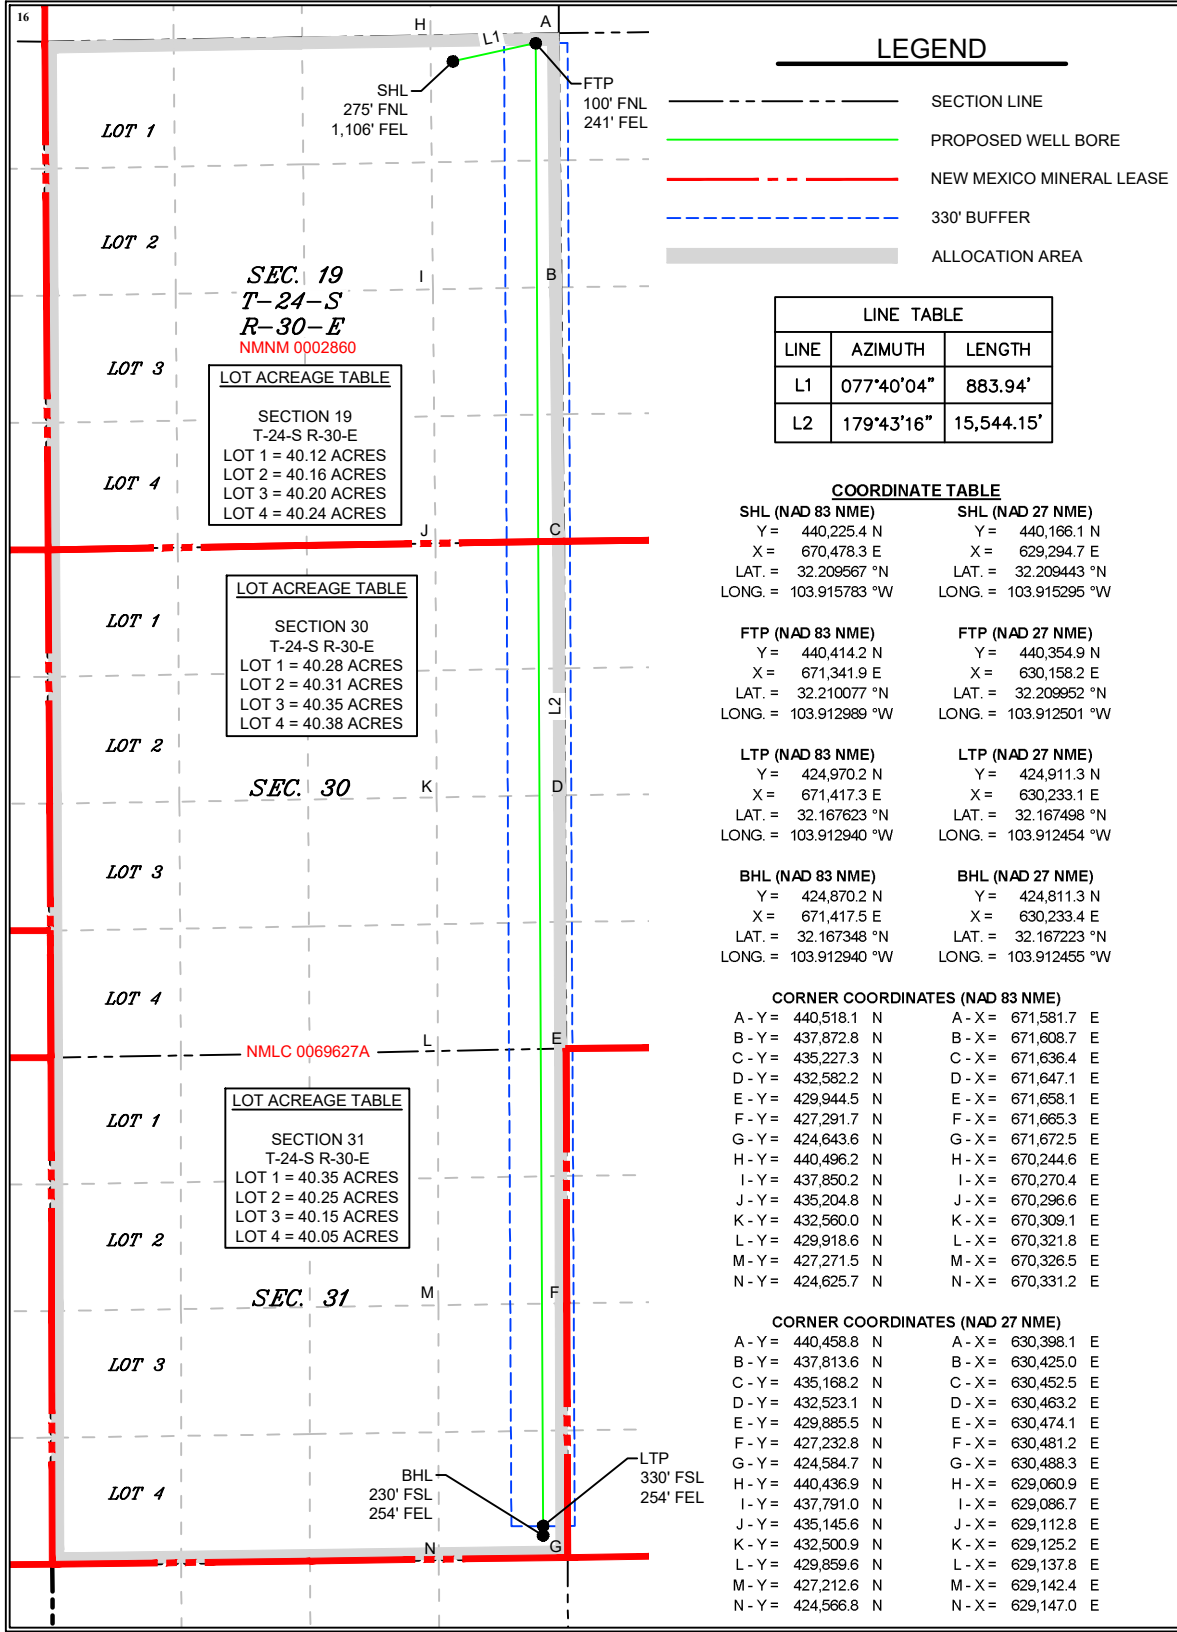 16
H
A
L1
SHL
275' FNL
1,106' FEL
FTP
100' FNL
241' FEL
LOT 1
LOT 2
SEC. 19
T-24-S
R-30-E
NMNM 0002860
I
B
LOT 3
LOT ACREAGE TABLE
SECTION 19
T-24-S R-30-E
LOT 1 = 40.12 ACRES
LOT 2 = 40.16 ACRES
LOT 3 = 40.20 ACRES
LOT 4 = 40.24 ACRES
LOT 4
J
C
LOT ACREAGE TABLE
SECTION 30
T-24-S R-30-E
LOT 1 = 40.28 ACRES
LOT 2 = 40.31 ACRES
LOT 3 = 40.35 ACRES
LOT 4 = 40.38 ACRES
LOT 1
L2
LOT 2
SEC. 30
K
D
LOT 3
LOT 4
NMLC 0069627A
L
E
LOT ACREAGE TABLE
SECTION 31
T-24-S R-30-E
LOT 1 = 40.35 ACRES
LOT 2 = 40.25 ACRES
LOT 3 = 40.15 ACRES
LOT 4 = 40.05 ACRES
LOT 1
LOT 2
SEC. 31
M
F
LOT 3
LOT 4
BHL
230' FSL
254' FEL
LTP
330' FSL
254' FEL
N
G
LEGEND
SECTION LINE
PROPOSED WELL BORE
NEW MEXICO MINERAL LEASE
330' BUFFER
ALLOCATION AREA
LINE TABLE
LINE AZIMUTH LENGTH
L1 077°40'04" 883.94'
L2 179°43'16" 15,544.15'
COORDINATE TABLE
SHL (NAD 83 NME) SHL (NAD 27 NME)
Y = 440,225.4 N Y = 440,166.1 N
X = 670,478.3 E X = 629,294.7 E
LAT. = 32.209567 °N LAT. = 32.209443 °N
LONG. = 103.915783 °W LONG. = 103.915295 °W
FTP (NAD 83 NME) FTP (NAD 27 NME)
Y = 440,414.2 N Y = 440,354.9 N
X = 671,341.9 E X = 630,158.2 E
LAT. = 32.210077 °N LAT. = 32.209952 °N
LONG. = 103.912989 °W LONG. = 103.912501 °W
LTP (NAD 83 NME) LTP (NAD 27 NME)
Y = 424,970.2 N Y = 424,911.3 N
X = 671,417.3 E X = 630,233.1 E
LAT. = 32.167623 °N LAT. = 32.167498 °N
LONG. = 103.912940 °W LONG. = 103.912454 °W
BHL (NAD 83 NME) BHL (NAD 27 NME)
Y = 424,870.2 N Y = 424,811.3 N
X = 671,417.5 E X = 630,233.4 E
LAT. = 32.167348 °N LAT. = 32.167223 °N
LONG. = 103.912940 °W LONG. = 103.912455 °W
CORNER COORDINATES (NAD 83 NME)
A - Y = 440,518.1 N A - X = 671,581.7 E
B - Y = 437,872.8 N B - X = 671,608.7 E
C - Y = 435,227.3 N C - X = 671,636.4 E
D - Y = 432,582.2 N D - X = 671,647.1 E
E - Y = 429,944.5 N E - X = 671,658.1 E
F - Y = 427,291.7 N F - X = 671,665.3 E
G - Y = 424,643.6 N G - X = 671,672.5 E
H - Y = 440,496.2 N H - X = 670,244.6 E
I - Y = 437,850.2 N I - X = 670,270.4 E
J - Y = 435,204.8 N J - X = 670,296.6 E
K - Y = 432,560.0 N K - X = 670,309.1 E
L - Y = 429,918.6 N L - X = 670,321.8 E
M - Y = 427,271.5 N M - X = 670,326.5 E
N - Y = 424,625.7 N N - X = 670,331.2 E
CORNER COORDINATES (NAD 27 NME)
A - Y = 440,458.8 N A - X = 630,398.1 E
B - Y = 437,813.6 N B - X = 630,425.0 E
C - Y = 435,168.2 N C - X = 630,452.5 E
D - Y = 432,523.1 N D - X = 630,463.2 E
E - Y = 429,885.5 N E - X = 630,474.1 E
F - Y = 427,232.8 N F - X = 630,481.2 E
G - Y = 424,584.7 N G - X = 630,488.3 E
H - Y = 440,436.9 N H - X = 629,060.9 E
I - Y = 437,791.0 N I - X = 629,086.7 E
J - Y = 435,145.6 N J - X = 629,112.8 E
K - Y = 432,500.9 N K - X = 629,125.2 E
L - Y = 429,859.6 N L - X = 629,137.8 E
M - Y = 427,212.6 N M - X = 629,142.4 E
N - Y = 424,566.8 N N - X = 629,147.0 E